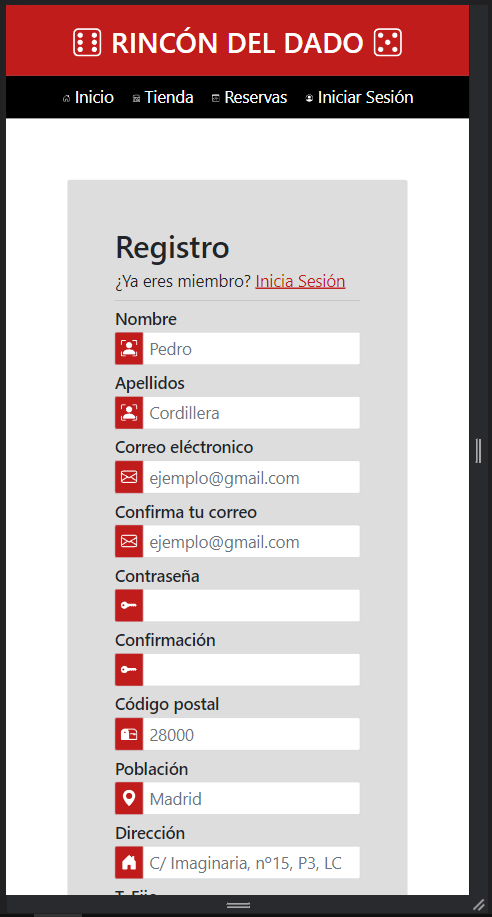 RINCÓN DEL DADO
Inicio Tienda Reservas Iniciar Sesión
Registro
¿Ya eres miembro? Inicia Sesión
Nombre
Pedro
Apellidos
Cordillera
Correo eléctronico
ejemplo@gmail.com
Confirma tu correo
ejemplo@gmail.com
Contraseña
Confirmación
Código postal
28000
Población
Madrid
Dirección
C/ Imaginaria, nº15, P3, LC